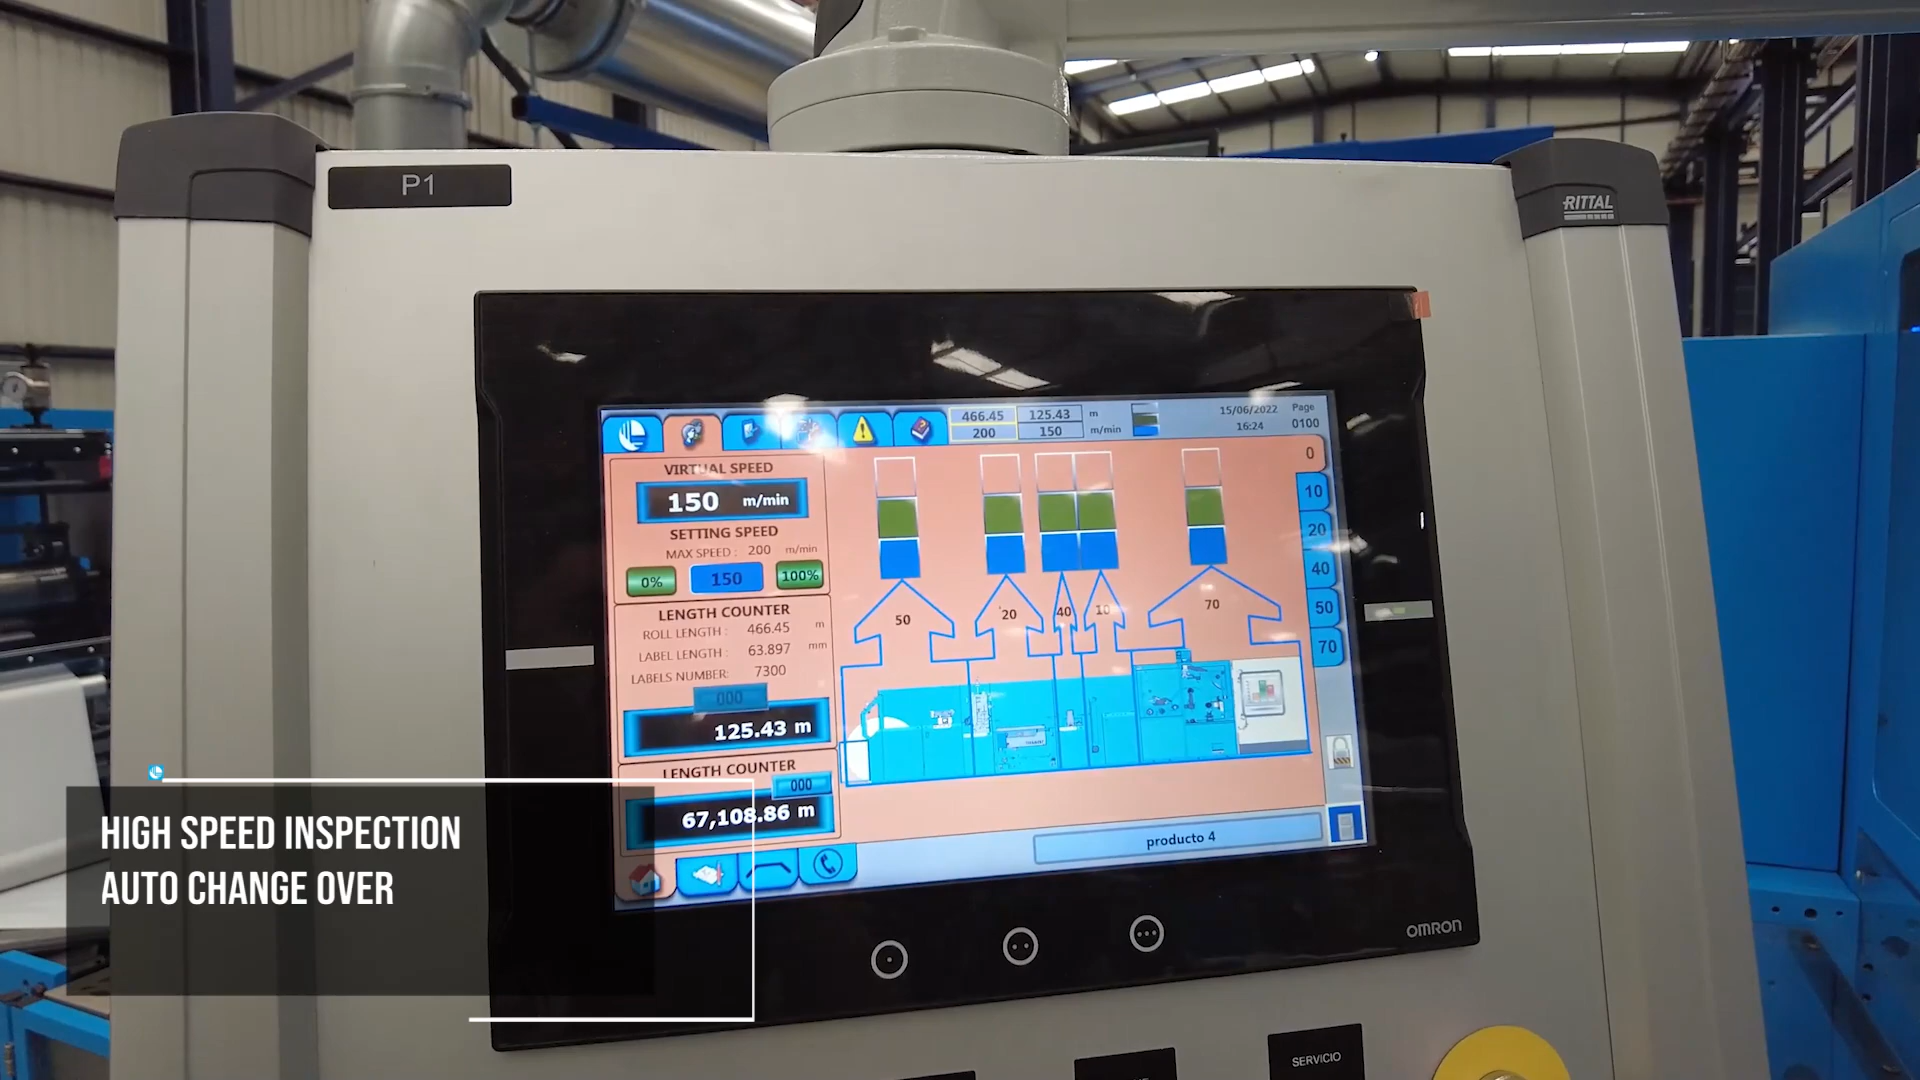 P1
RITTAL
466.45 125.43 m
200 150 m/min
15/06/2022
16:24
Page
0100
VIRTUAL SPEED
150 m/min
SETTING SPEED
MAX SPEED : 200 m/min
0% 150 100%
LENGTH COUNTER
ROLL LENGTH : 466.45 m
LABEL LENGTH : 63.897 mm
LABELS NUMBER: 7300
000
125.43 m
LENGTH COUNTER
000
67,108.86 m
50
20
40
10
70
0
10
20
40
50
70
producto 4
HIGH SPEED INSPECTION
AUTO CHANGE OVER
OMRON
SERVICIO